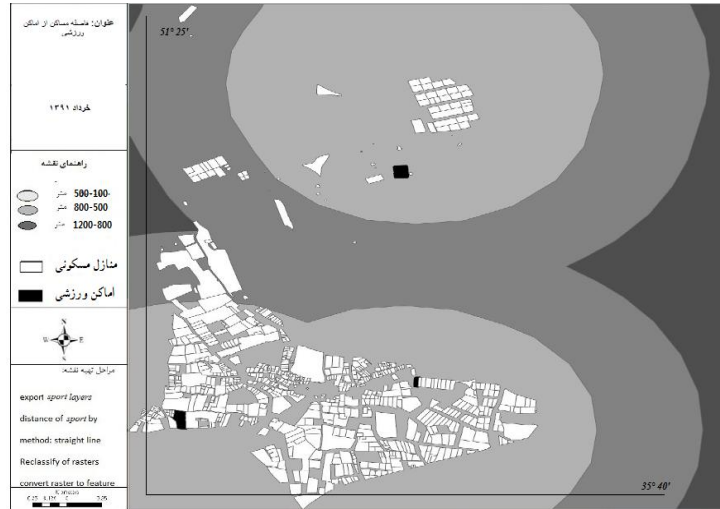 عنوان: فاصله مساکن از اماکن
ورزشی
خرداد ۱۳۹۱
راهنمای نقشه
500-100 متر
800-500 متر
1200-800 متر
منازل مسکونی
اماکن ورزشی
N
W E
S
مراحل تهیه نقشه:
export sport layers
distance of sport by
method: straight line
Reclassify of rasters
convert raster to feature
51° 25'
35° 40'